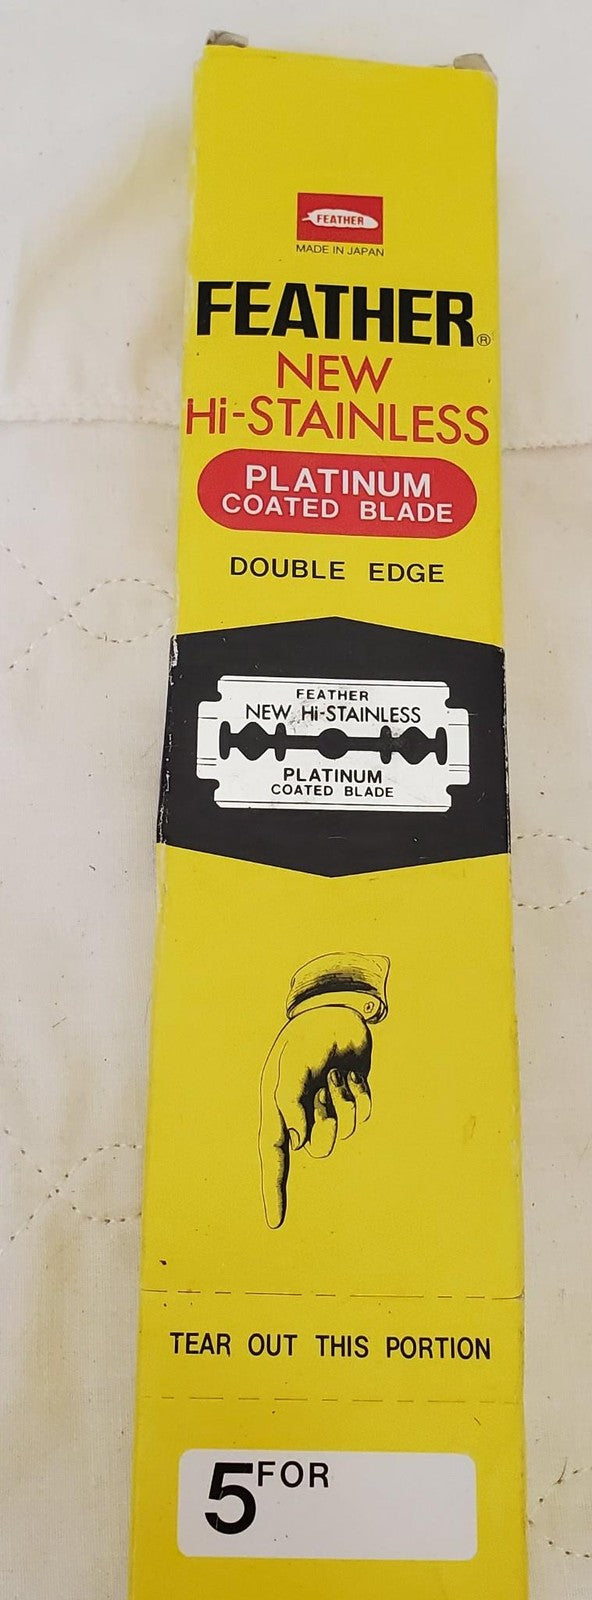 FEATHER
MADE IN JAPAN
FEATHER®
NEW
Hi-STAINLESS
PLATINUM
COATED BLADE
DOUBLE EDGE
FEATHER
NEW Hi-STAINLESS
PLATINUM
COATED BLADE
TEAR OUT THIS PORTION
5 FOR